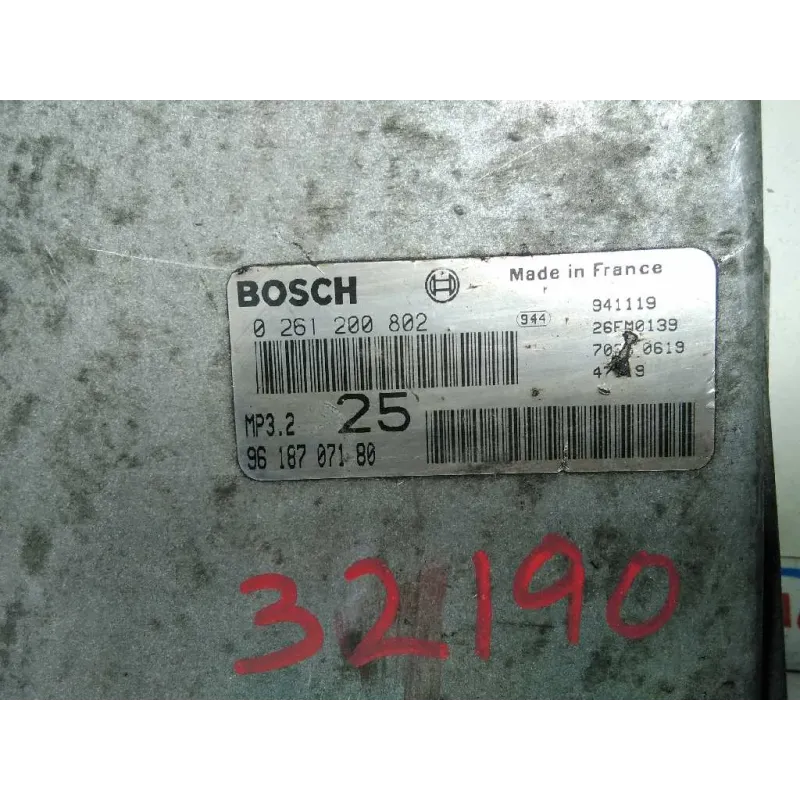 BOSCH Made in France
0 261 200 802 944 941119
26FM0139
0619
MP3.2 25
96 187 071 80
32190